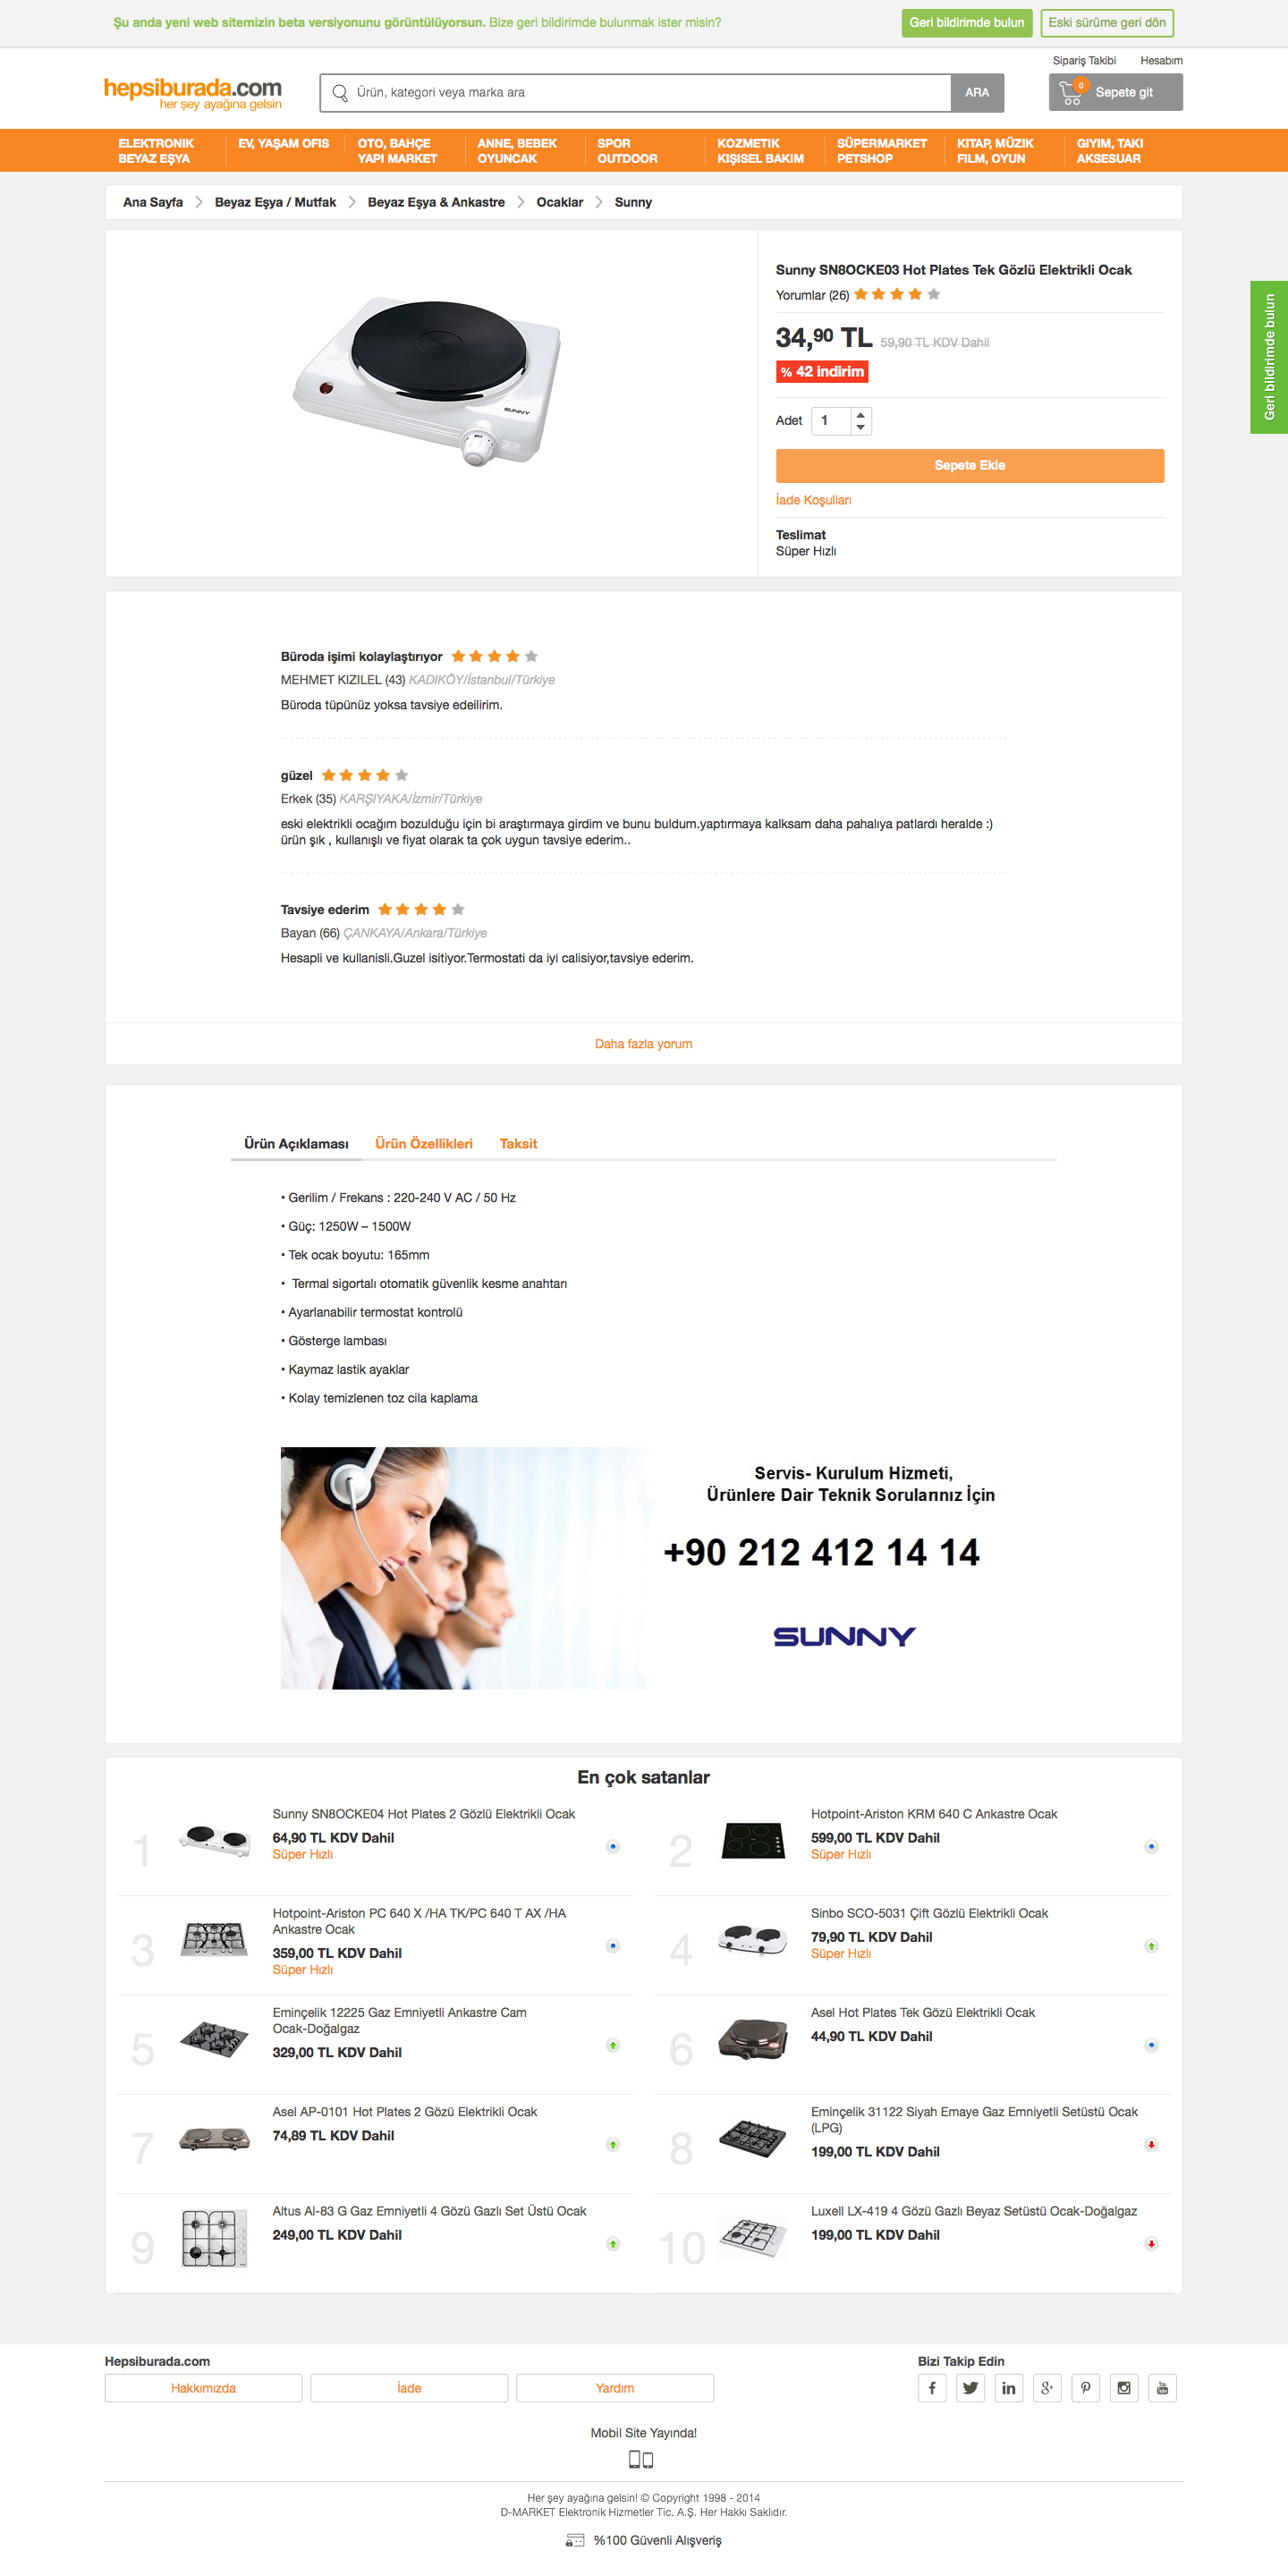 Şu anda yeni web sitemizin beta versiyonunu görüntülüyorsun. Bize geri bildirimde bulunmak ister misin?
Geri bildirimde bulun
Eski sürüme geri dön
Sipariş Takibi
Hesabım
hepsiburada.com
her şey ayağına gelsin
Ürün, kategori veya marka ara
ARA
0
Sepete git
ELEKTRONIK
BEYAZ EŞYA
EV, YAŞAM OFIS
OTO, BAHÇE
YAPI MARKET
ANNE, BEBEK
OYUNCAK
SPOR
OUTDOOR
KOZMETIK
KIŞISEL BAKIM
SÜPERMARKET
PETSHOP
KITAP, MÜZIK
FILM, OYUN
GIYIM, TAKI
AKSESUAR
Ana Sayfa
Beyaz Eşya / Mutfak
Beyaz Eşya & Ankastre
Ocaklar
Sunny
SUNNY
Sunny SN8OCKE03 Hot Plates Tek Gözlü Elektrikli Ocak
Yorumlar (26)
34,90 TL 59,90 TL KDV Dahil
% 42 indirim
Adet 1
Sepete Ekle
İade Koşulları
Teslimat
Süper Hızlı
Geri bildirimde bulun
Büroda işimi kolaylaştırıyor
MEHMET KIZILEL (43) KADIKÖY/İstanbul/Türkiye
Büroda tüpünüz yoksa tavsiye edeilirim.
güzel
Erkek (35) KARŞIYAKA/İzmir/Türkiye
eski elektrikli ocağım bozulduğu için bi araştırmaya girdim ve bunu buldum.yaptırmaya kalksam daha pahalıya patlardı heralde :)
ürün şık , kullanışlı ve fiyat olarak ta çok uygun tavsiye ederim..
Tavsiye ederim
Bayan (66) ÇANKAYA/Ankara/Türkiye
Hesapli ve kullanisli.Guzel isitiyor.Termostati da iyi calisiyor,tavsiye ederim.
Daha fazla yorum
Ürün Açıklaması
Ürün Özellikleri
Taksit
• Gerilim / Frekans : 220-240 V AC / 50 Hz
• Güç: 1250W – 1500W
• Tek ocak boyutu: 165mm
• Termal sigortalı otomatik güvenlik kesme anahtarı
• Ayarlanabilir termostat kontrolü
• Gösterge lambası
• Kaymaz lastik ayaklar
• Kolay temizlenen toz cila kaplama
Servis- Kurulum Hizmeti,
Ürünlere Dair Teknik Sorularınız İçin
+90 212 412 14 14
SUNNY
En çok satanlar
1
Sunny SN8OCKE04 Hot Plates 2 Gözlü Elektrikli Ocak
64,90 TL KDV Dahil
Süper Hızlı
2
Hotpoint-Ariston KRM 640 C Ankastre Ocak
599,00 TL KDV Dahil
Süper Hızlı
3
Hotpoint-Ariston PC 640 X /HA TK/PC 640 T AX /HA
Ankastre Ocak
359,00 TL KDV Dahil
Süper Hızlı
4
Sinbo SCO-5031 Çift Gözlü Elektrikli Ocak
79,90 TL KDV Dahil
Süper Hızlı
5
Eminçelik 12225 Gaz Emniyetli Ankastre Cam
Ocak-Doğalgaz
329,00 TL KDV Dahil
6
Asel Hot Plates Tek Gözü Elektrikli Ocak
44,90 TL KDV Dahil
7
Asel AP-0101 Hot Plates 2 Gözü Elektrikli Ocak
74,89 TL KDV Dahil
8
Eminçelik 31122 Siyah Emaye Gaz Emniyetli Setüstü Ocak
(LPG)
199,00 TL KDV Dahil
9
Altus Al-83 G Gaz Emniyetli 4 Gözü Gazlı Set Üstü Ocak
249,00 TL KDV Dahil
10
Luxell LX-419 4 Gözü Gazlı Beyaz Setüstü Ocak-Doğalgaz
199,00 TL KDV Dahil
Hepsiburada.com
Hakkımızda
İade
Yardım
Bizi Takip Edin
Mobil Site Yayında!
Her şey ayağına gelsin! © Copyright 1998 - 2014
D-MARKET Elektronik Hizmetler Tic. A.Ş. Her Hakkı Saklıdır.
%100 Güvenli Alışveriş